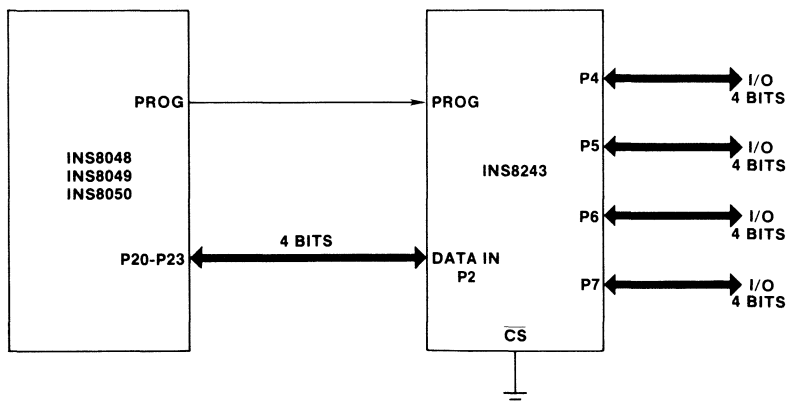 PROG
INS8048
INS8049
INS8050
P20-P23
4 BITS
PROG
INS8243
DATA IN
P2
CS
P4
I/O
4 BITS
P5
I/O
4 BITS
P6
I/O
4 BITS
P7
I/O
4 BITS